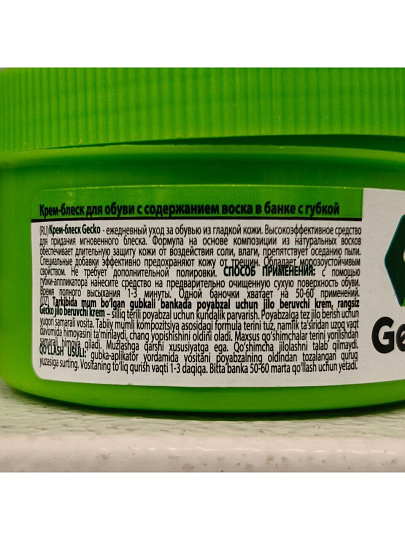 Крем-блеск для обуви с содержанием воска в банке с губкой
(RU) Крем-блеск Gecko - ежедневный уход за обувью из гладкой кожи. Высокоэффективное средство
для придания мгновенного блеска. Формула на основе композиции из натуральных восков
обеспечивает длительную защиту кожи от воздействия соли, влаги, препятствует оседанию пыли.
Специальные добавки эффективно предохраняют кожу от трещин. Обладает морозоустойчивым
свойством. Не требует дополнительной полировки. СПОСОБ ПРИМЕНЕНИЯ: с помощью
губки-аппликатора нанесите средство на предварительно очищенную сухую поверхность обуви.
Время полного высыхания 1-3 минуты. Одной баночки хватает на 50-60 применений.
(UZ) Tarkibida mum bo'lgan gubkali bankada poyabzal uchun jilo beruvchi krem, rangsiz
Gecko jilo beruvchi krem – silliq terili poyabzal uchun kundalik parvarish. Poyabzalga tez jilo berish uchun
yuqori samarali vosita. Tabiiy mumli kompozitsiya asosidagi formula terini tuz, namlik ta'siridan uzoq vaqt
davomida himoyasini ta'minlaydi, chang yopishishini oldini oladi. Maxsus qo'shimchalar terini yorilishdan
samarali himoya qiladi. Muzlashga qarshi xususiyatga ega. Qo'shimcha jilolashni talab qilmaydi.
QO'LLASH USULI: gubka-aplikatör yordamida vositani poyabzalning oldindan tozalangan quruq
yuzasiga surting. Vositaning to'liq qurish vaqti 1-3 daqiqa. Bitta banka 50-60 marta qo'llash uchun yetadi.